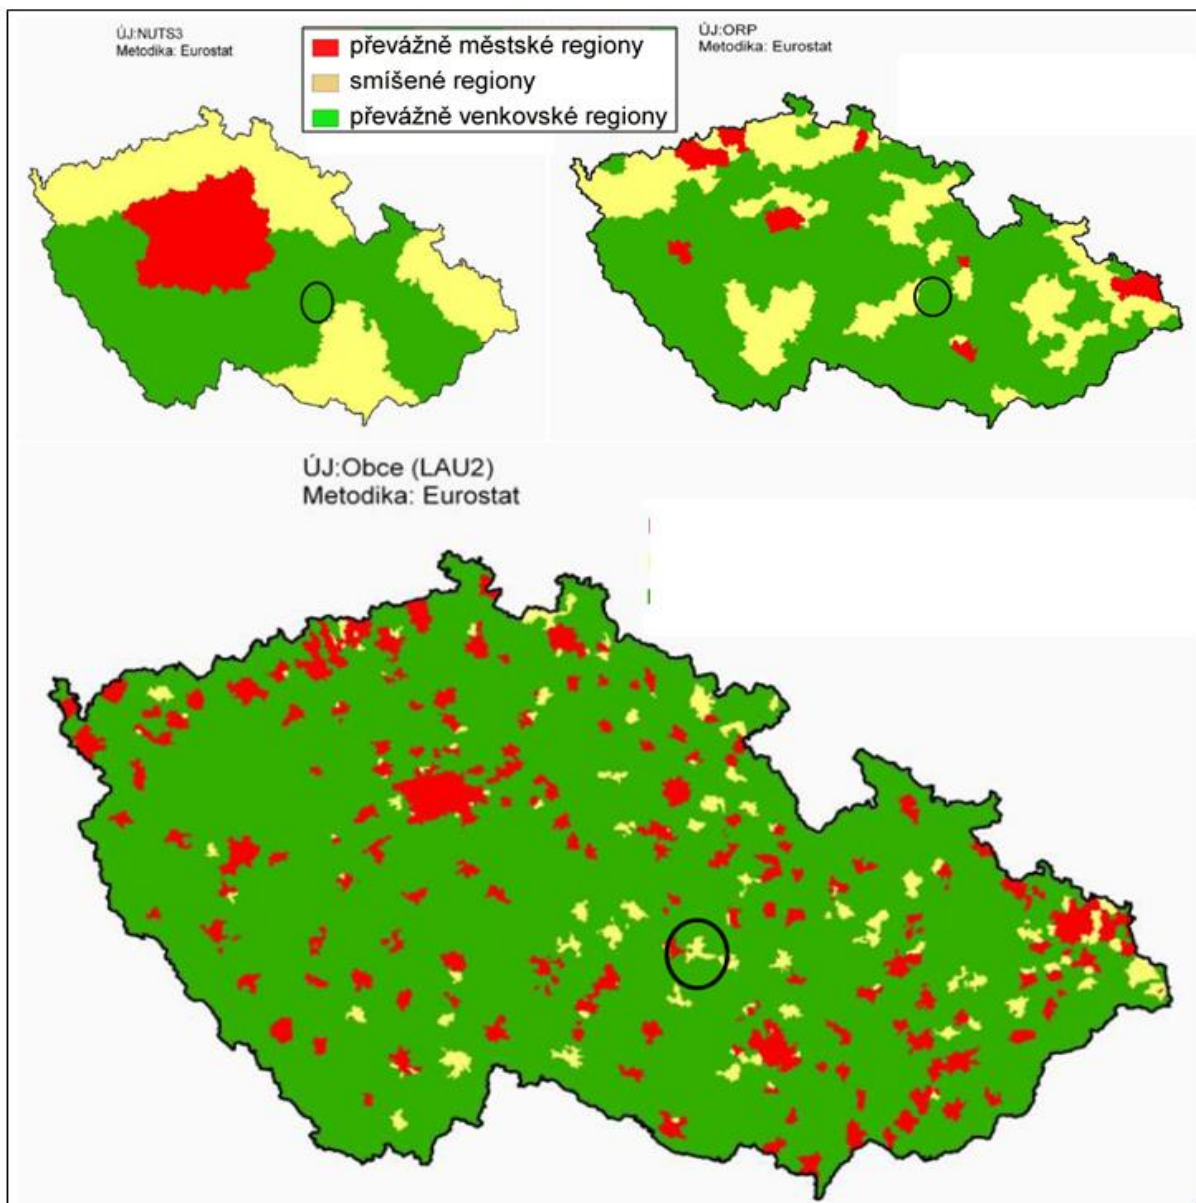 ÚJ:NUTS3
Metodika: Eurostat
převážně městské regiony
smíšené regiony
převážně venkovské regiony
ÚJ:ORP
Metodika: Eurostat
ÚJ:Obce (LAU2)
Metodika: Eurostat